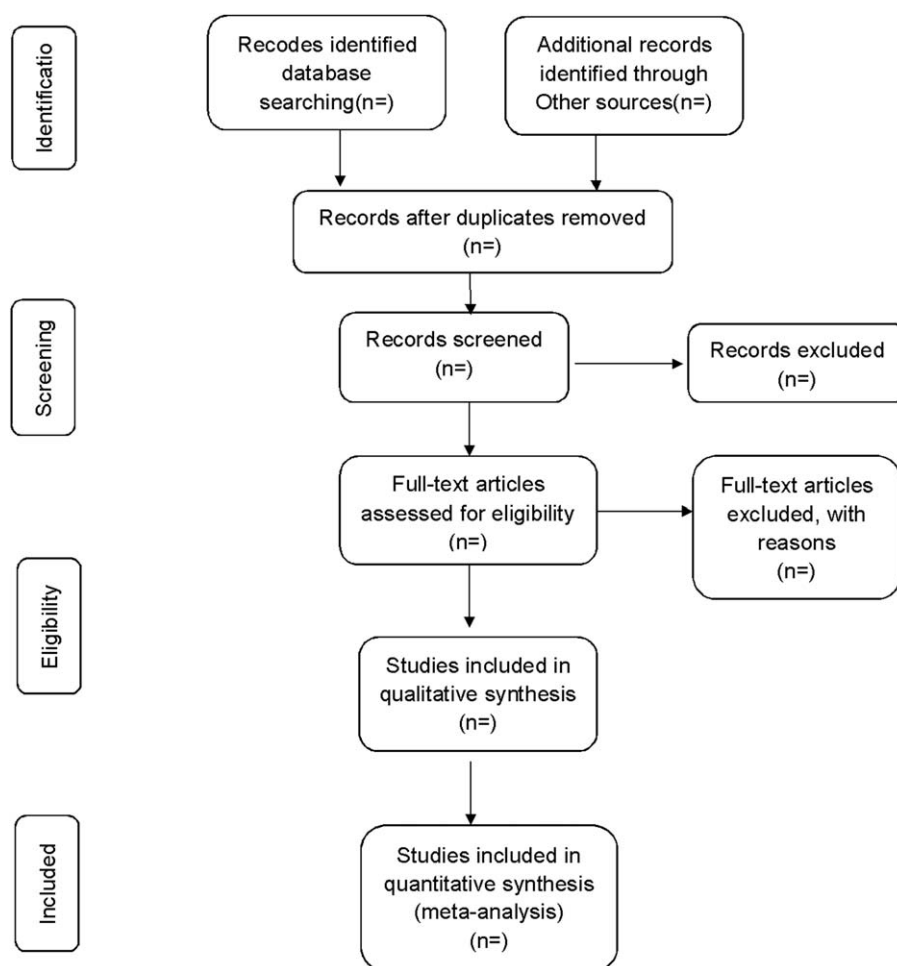 Identificatio
Recodes identified
database
searching(n=)
Additional records
identified through
Other sources(n=)
Records after duplicates removed
(n=)
Screening
Records screened
(n=)
Records excluded
(n=)
Full-text articles
assessed for eligibility
(n=)
Full-text articles
excluded, with
reasons
(n=)
Eligibility
Studies included in
qualitative synthesis
(n=)
Included
Studies included in
quantitative synthesis
(meta-analysis)
(n=)